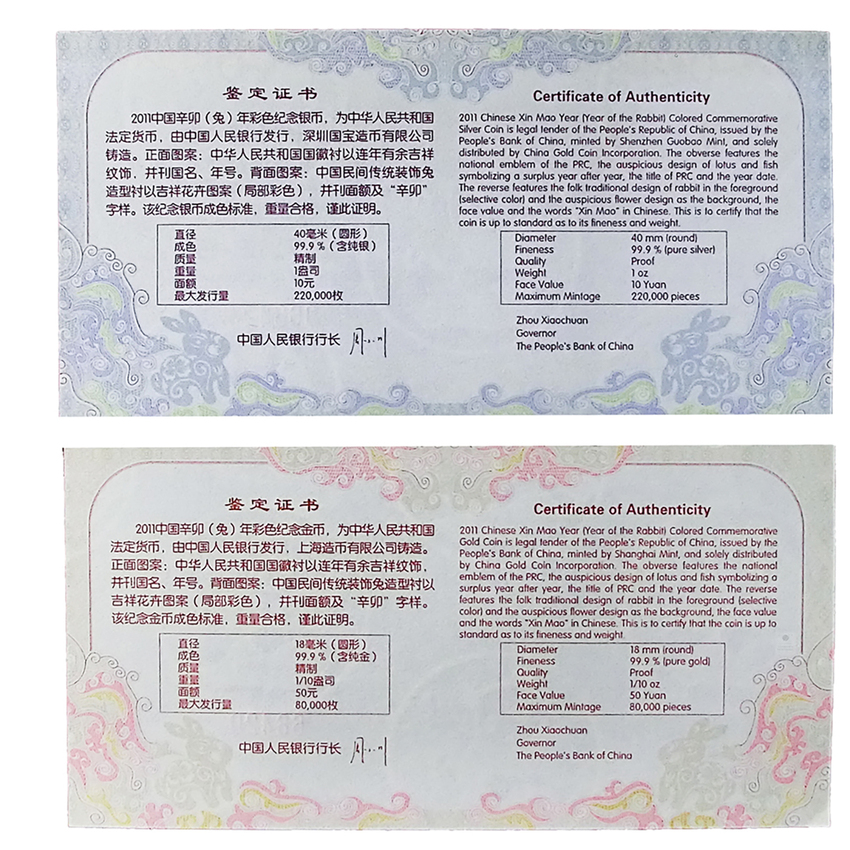 鉴定证书
2011中国辛卯（兔）年彩色纪念银币，为中华人民共和国
法定货币，由中国人民银行发行，深圳国宝造币有限公司
铸造。正面图案：中华人民共和国国徽衬以连年有余吉祥
纹饰，并刊国名、年号。背面图案：中国民间传统装饰兔
造型衬以吉祥花卉图案（局部彩色），并刊面额及“辛卯”
字样。该纪念银币成色标准，重量合格，谨此证明。
直径 40毫米（圆形）
成色 99.9％（含纯银）
质量 精制
重量 1盎司
面额 10元
最大发行量 220,000枚
中国人民银行行长
Certificate of Authenticity
2011 Chinese Xin Mao Year (Year of the Rabbit) Colored Commemorative
Silver Coin is legal tender of the People's Republic of China, issued by the
People's Bank of China, minted by Shenzhen Guobao Mint, and solely
distributed by China Gold Coin Incorporation. The obverse features the
national emblem of the PRC, the auspicious design of lotus and fish
symbolizing a surplus year after year, the title of PRC and the year date.
The reverse features the folk traditional design of rabbit in the foreground
(selective color) and the auspicious flower design as the background, the
face value and the words "Xin Mao" in Chinese. This is to certify that the
coin is up to standard as to its fineness and weight.
Diameter 40 mm (round)
Fineness 99.9 % (pure silver)
Quality Proof
Weight 1 oz
Face Value 10 Yuan
Maximum Mintage 220,000 pieces
Zhou Xiaochuan
Governor
The People's Bank of China
鉴定证书
2011中国辛卯（兔）年彩色纪念金币，为中华人民共和国
法定货币，由中国人民银行发行，上海造币有限公司铸造。
正面图案：中华人民共和国国徽衬以连年有余吉祥纹饰，
并刊国名、年号。背面图案：中国民间传统装饰兔造型衬以
吉祥花卉图案（局部彩色），并刊面额及“辛卯”字样。
该纪念金币成色标准，重量合格，谨此证明。
直径 18毫米（圆形）
成色 99.9％（含纯金）
质量 精制
重量 1/10盎司
面额 50元
最大发行量 80,000枚
中国人民银行行长
Certificate of Authenticity
2011 Chinese Xin Mao Year (Year of the Rabbit) Colored Commemorative
Gold Coin is legal tender of the People's Republic of China, issued by the
People's Bank of China, minted by Shanghai Mint, and solely distributed
by China Gold Coin Incorporation. The obverse features the national
emblem of the PRC, the auspicious design of lotus and fish symbolizing a
surplus year after year, the title of PRC and the year date. The reverse
features the folk traditional design of rabbit in the foreground (selective
color) and the auspicious flower design as the background, the face value
and the words "Xin Mao" in Chinese. This is to certify that the coin is up to
standard as to its fineness and weight.
Diameter 18 mm (round)
Fineness 99.9 % (pure gold)
Quality Proof
Weight 1/10 oz
Face Value 50 Yuan
Maximum Mintage 80,000 pieces
Zhou Xiaochuan
Governor
The People's Bank of China